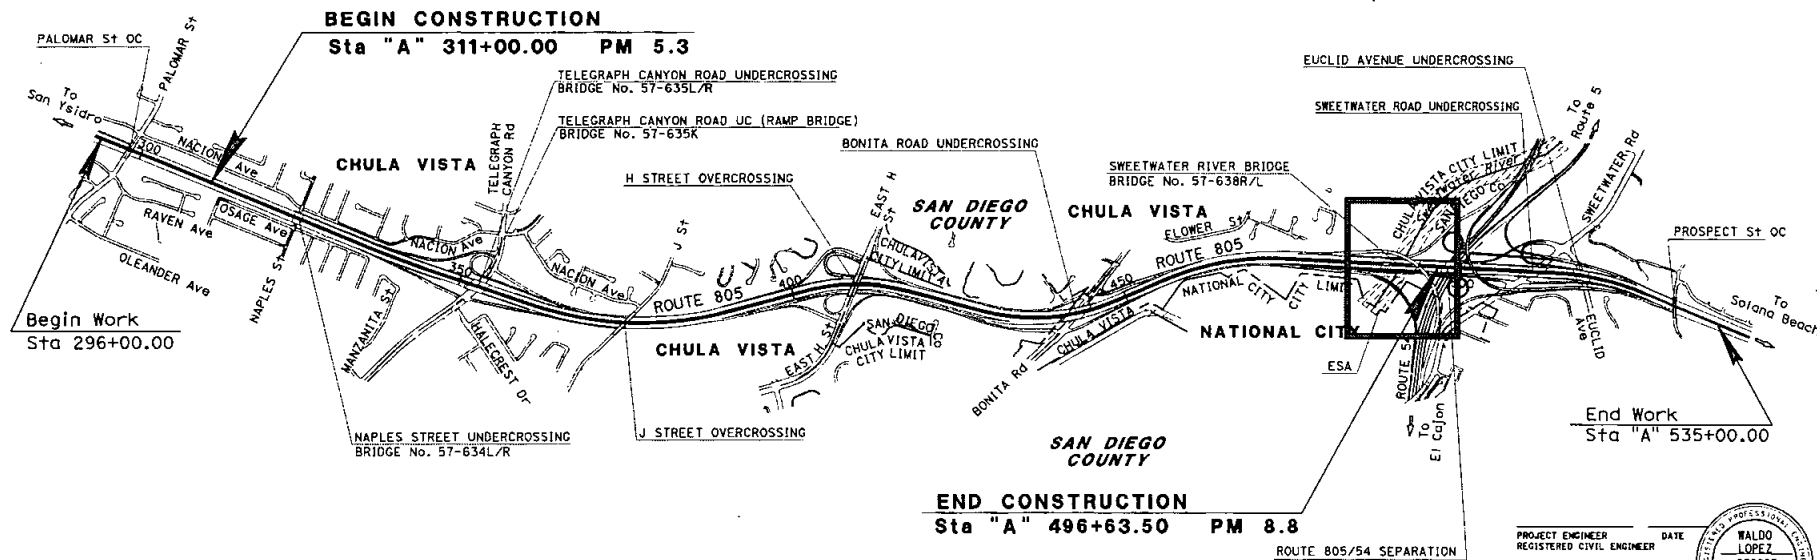 BEGIN CONSTRUCTION
Sta "A" 311+00.00 PM 5.3
PALOMAR St OC
PALOMAR St
To
San Ysidro
300
NACION Ave
CHULA VISTA
TELEGRAPH CANYON ROAD UNDERCROSSING
BRIDGE No. 57-635L/R
TELEGRAPH CANYON ROAD UC (RAMP BRIDGE)
BRIDGE No. 57-635K
TELEGRAPH
CANYON Rd
H STREET OVERCROSSING
BONITA ROAD UNDERCROSSING
EUCLID AVENUE UNDERCROSSING
SWEETWATER ROAD UNDERCROSSING
SWEETWATER RIVER BRIDGE
BRIDGE No. 57-638R/L
To
Route 5
SWEETWATER Rd
CHULA VISTA CITY LIMIT
Sweetwater River
SAN DIEGO Co
PROSPECT St OC
To
Solana Beach
RAVEN Ave
OSAGE Ave
OLEANDER Ave
NAPLES St
NACION Ave
350
NACION Ave
J St
ROUTE 805
400
EAST H
St
CHULA VISTA
CITY LIMIT
SAN DIEGO
COUNTY
CHULA VISTA
FLOWER St
ROUTE 805
450
NATIONAL CITY
CITY LIMIT
NATIONAL CITY
CHULA VISTA
BONITA Rd
MANZANITA St
HALECREST Dr
CHULA VISTA
EAST H St
SAN DIEGO Co
CHULA VISTA
CITY LIMIT
ESA
ROUTE 54
To
El Cajon
EUCLID
Ave
Begin Work
Sta 296+00.00
NAPLES STREET UNDERCROSSING
BRIDGE No. 57-634L/R
J STREET OVERCROSSING
SAN DIEGO
COUNTY
End Work
Sta "A" 535+00.00
END CONSTRUCTION
Sta "A" 496+63.50 PM 8.8
ROUTE 805/54 SEPARATION
PROJECT ENGINEER DATE
REGISTERED CIVIL ENGINEER
WALDO
LOPEZ